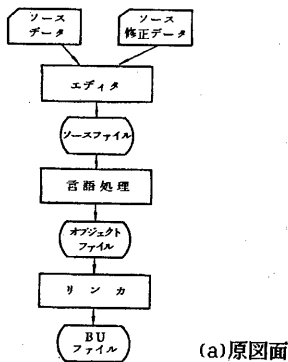 ソース
データ
ソース
修正データ
エディタ
ソースファイル
言語処理
オブジェクト
ファイル
リンカ
BU
ファイル
(a)原図面